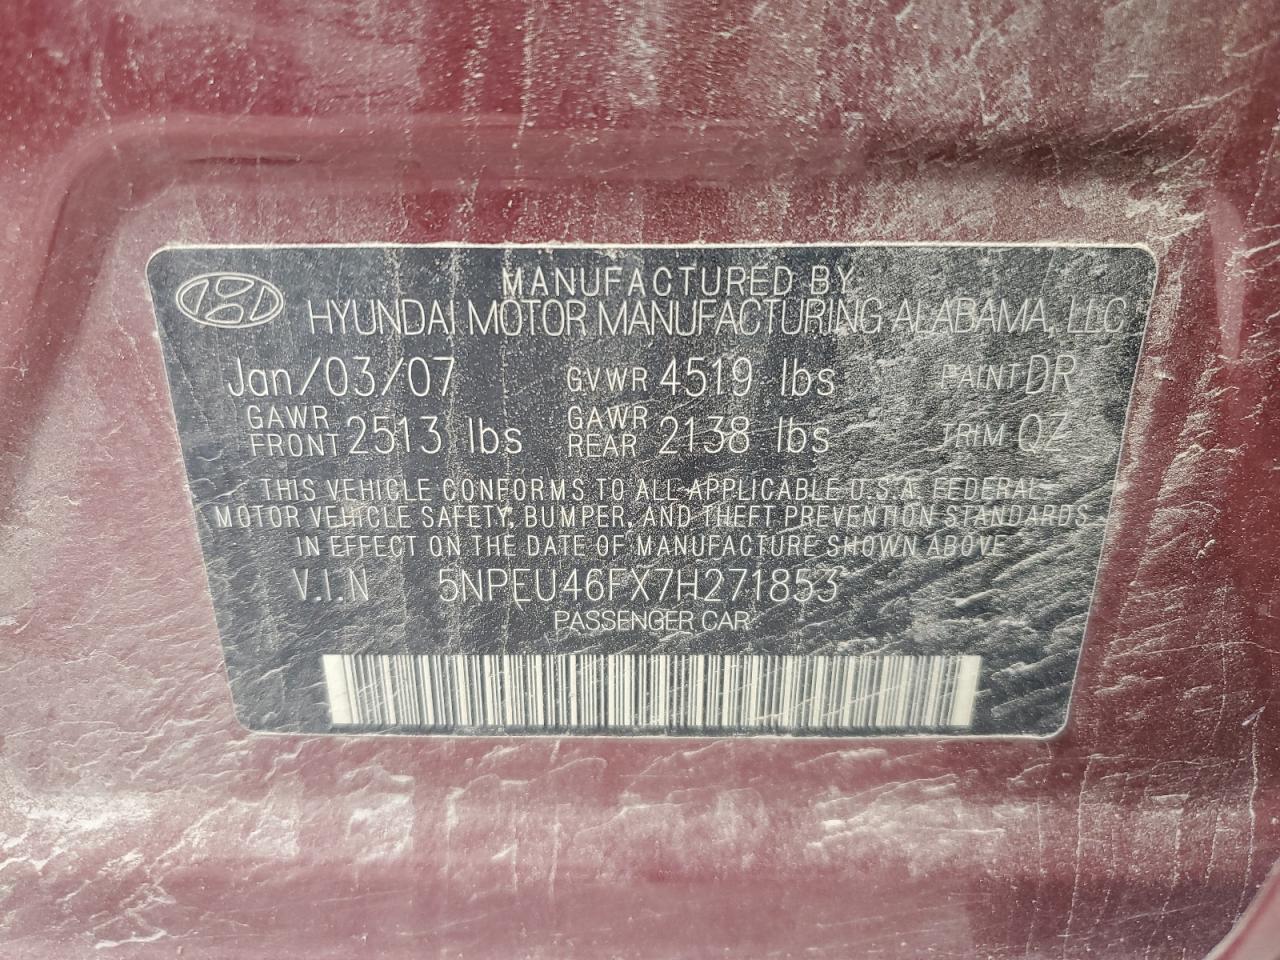 MANUFACTURED BY
HYUNDAI MOTOR MANUFACTURING ALABAMA, LLC
Jan/03/07 GVWR 4519 lbs PAINT DR
GAWR FRONT 2513 lbs GAWR REAR 2138 lbs TRIM QZ
THIS VEHICLE CONFORMS TO ALL APPLICABLE U.S.A. FEDERAL
MOTOR VEHICLE SAFETY, BUMPER, AND THEFT PREVENTION STANDARDS
IN EFFECT ON THE DATE OF MANUFACTURE SHOWN ABOVE
V.I.N 5NPEU46FX7H271853
PASSENGER CAR